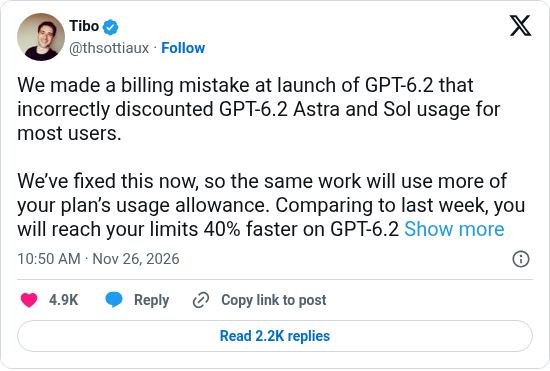 Tibo
@thsottiaux · Follow
We made a billing mistake at launch of GPT-6.2 that
incorrectly discounted GPT-6.2 Astra and Sol usage for
most users.
We’ve fixed this now, so the same work will use more of
your plan’s usage allowance. Comparing to last week, you
will reach your limits 40% faster on GPT-6.2 Show more
10:50 AM · Nov 26, 2026
4.9K Reply Copy link to post
Read 2.2K replies